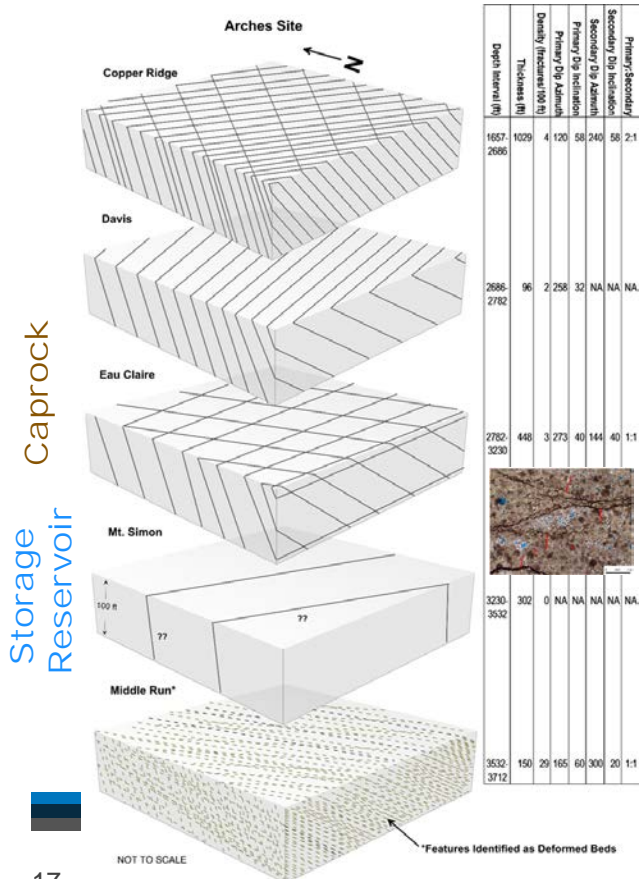 Arches Site
N
Copper Ridge
Davis
Eau Claire
Mt. Simon
100 ft
??
??
Middle Run*
*Features Identified as Deformed Beds
NOT TO SCALE
Caprock
Storage
Reservoir
17
Depth Interval (ft) Thickness (ft) Density (fractures/100 ft) Primary Dip Azimuth Primary Dip Inclination Secondary Dip Azimuth Secondary Dip Inclination Primary:Secondary
1657- 1029 4 120 58 240 58 2:1
2686
2686- 96 2 258 32 NA NA NA.
2782
2782- 448 3 273 40 144 40 1:1
3230
3230- 302 0 NA NA NA NA NA.
3532
3532- 150 29 165 60 300 20 1:1
3712